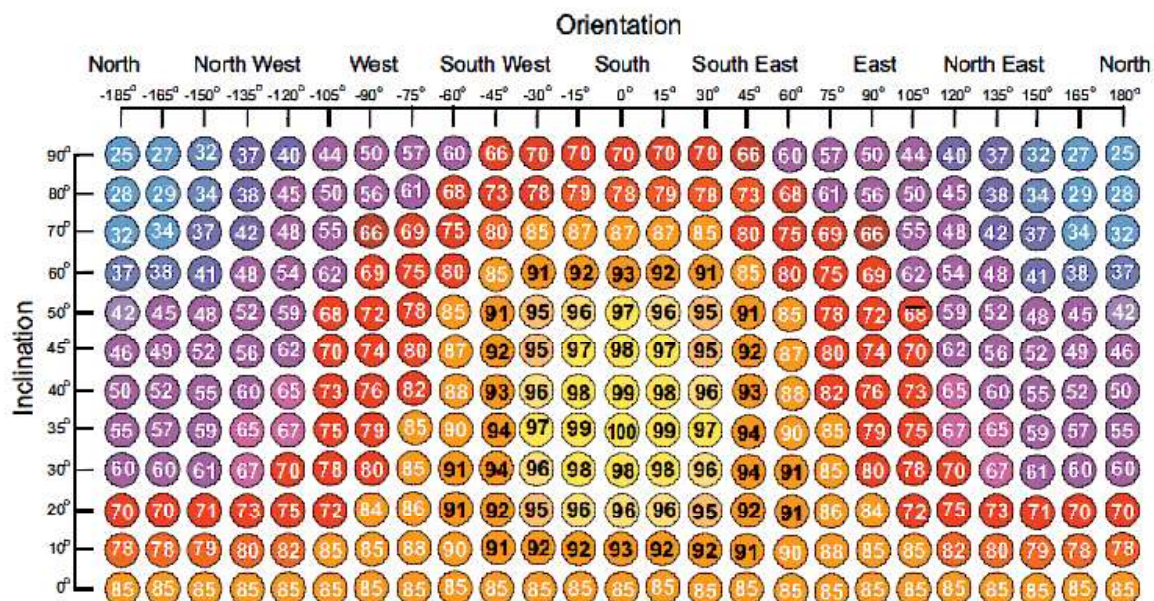 Orientation
North North West West South West South South East East North East North
-185° -165° -150° -135° -120° -105° -90° -75° -60° -45° -30° -15° 0° 15° 30° 45° 60° 75° 90° 105° 120° 135° 150° 165° 180°
90° 25 27 32 37 40 44 50 57 60 66 70 70 70 70 70 66 60 57 50 44 40 37 32 27 25
80° 28 29 34 38 45 50 56 61 68 73 78 79 78 79 78 73 68 61 56 50 45 38 34 29 28
70° 32 34 37 42 48 55 66 69 75 80 85 87 87 87 85 80 75 69 66 55 48 42 37 34 32
60° 37 38 41 48 54 62 69 75 80 85 91 92 93 92 91 85 80 75 69 62 54 48 41 38 37
50° 42 45 48 52 59 68 72 78 85 91 95 96 97 96 95 91 85 78 72 68 59 52 48 45 42
45° 46 49 52 56 62 70 74 80 87 92 95 97 98 97 95 92 87 80 74 70 62 56 52 49 46
Inclination
40° 50 52 55 60 65 73 76 82 88 93 96 98 99 98 96 93 88 82 76 73 65 60 55 52 50
35° 55 57 59 65 67 75 79 85 90 94 97 99 100 99 97 94 90 85 79 75 67 65 59 57 55
30° 60 60 61 67 70 78 80 85 91 94 96 98 98 98 96 94 91 85 80 78 70 67 61 60 60
20° 70 70 71 73 75 72 84 86 91 92 95 96 96 96 95 92 91 86 84 72 75 73 71 70 70
10° 78 78 79 80 82 85 85 88 90 91 92 92 93 92 92 91 90 88 85 85 82 80 79 78 78
0° 85 85 85 85 85 85 85 85 85 85 85 85 85 85 85 85 85 85 85 85 85 85 85 85 85